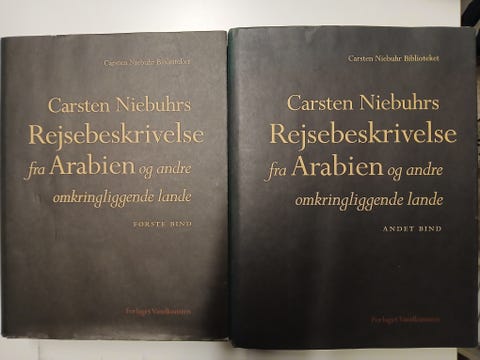 Carsten Niebuhr Biblioteket
Carsten Niebuhrs
Rejsebeskrivelse
fra Arabien og andre
omkringliggende lande
FØRSTE BIND
Forlaget Vandkunsten
Carsten Niebuhr Biblioteket
Carsten Niebuhrs
Rejsebeskrivelse
fra Arabien og andre
omkringliggende lande
ANDET BIND
Forlaget Vandkunsten